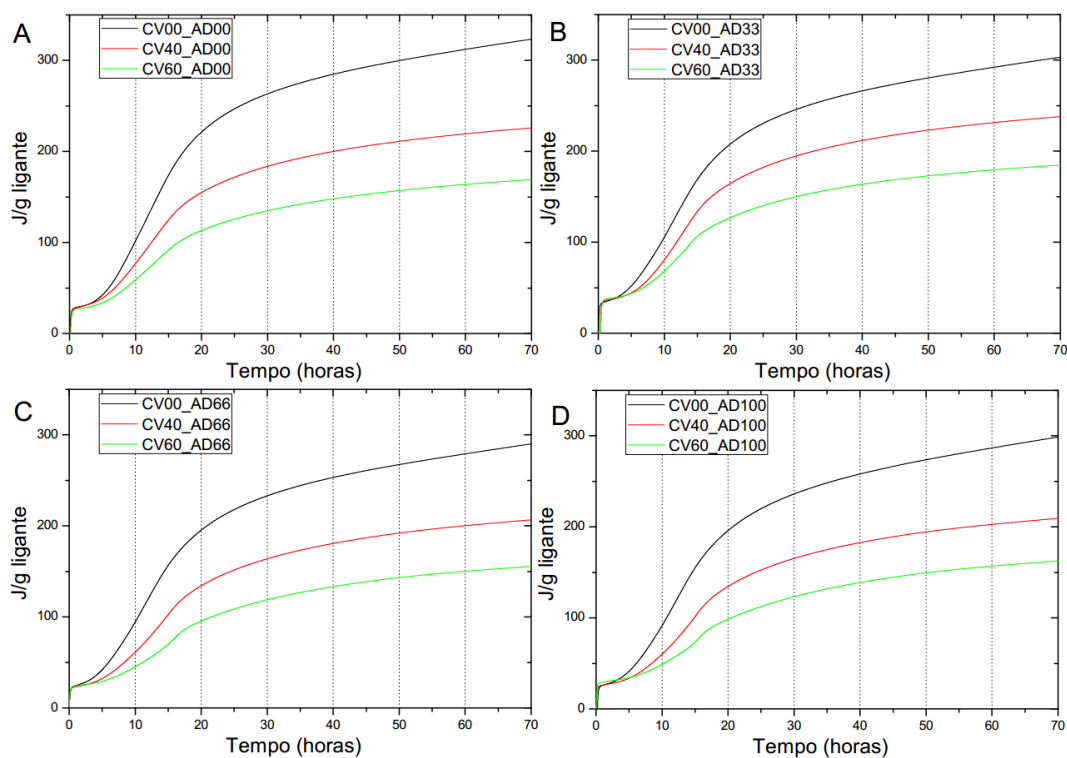 A
CV00_AD00
CV40_AD00
CV60_AD00
300
200
100
0
J/g ligante
0 10 20 30 40 50 60 70
Tempo (horas)
B
CV00_AD33
CV40_AD33
CV60_AD33
300
200
100
0
J/g ligante
0 10 20 30 40 50 60 70
Tempo (horas)
C
CV00_AD66
CV40_AD66
CV60_AD66
300
200
100
0
J/g ligante
0 10 20 30 40 50 60 70
Tempo (horas)
D
CV00_AD100
CV40_AD100
CV60_AD100
300
200
100
0
J/g ligante
0 10 20 30 40 50 60 70
Tempo (horas)